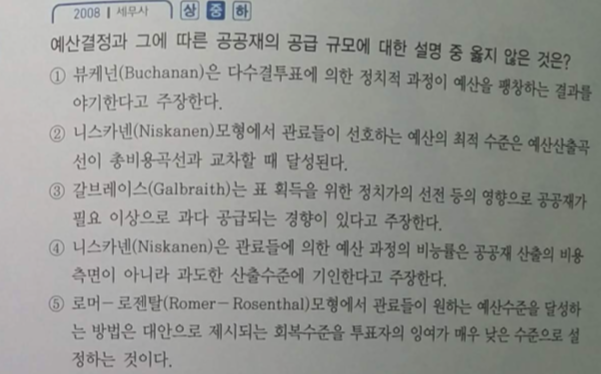 2008 | 세무사 상 중 하
예산결정과 그에 따른 공공재의 공급 규모에 대한 설명 중 옳지 않은 것은?
① 뷰케넌(Buchanan)은 다수결투표에 의한 정치적 과정이 예산을 팽창하는 결과를
야기한다고 주장한다.
② 니스카넨(Niskanen)모형에서 관료들이 선호하는 예산의 최적 수준은 예산산출곡
선이 총비용곡선과 교차할 때 달성된다.
③ 갈브레이스(Galbraith)는 표 획득을 위한 정치가의 선전 등의 영향으로 공공재가
필요 이상으로 과다 공급되는 경향이 있다고 주장한다.
④ 니스카넨(Niskanen)은 관료들에 의한 예산 과정의 비능률은 공공재 산출의 비용
측면이 아니라 과도한 산출수준에 기인한다고 주장한다.
⑤ 로머-로젠탈(Romer-Rosenthal)모형에서 관료들이 원하는 예산수준을 달성하
는 방법은 대안으로 제시되는 회복수준을 투표자의 잉여가 매우 낮은 수준으로 설
정하는 것이다.